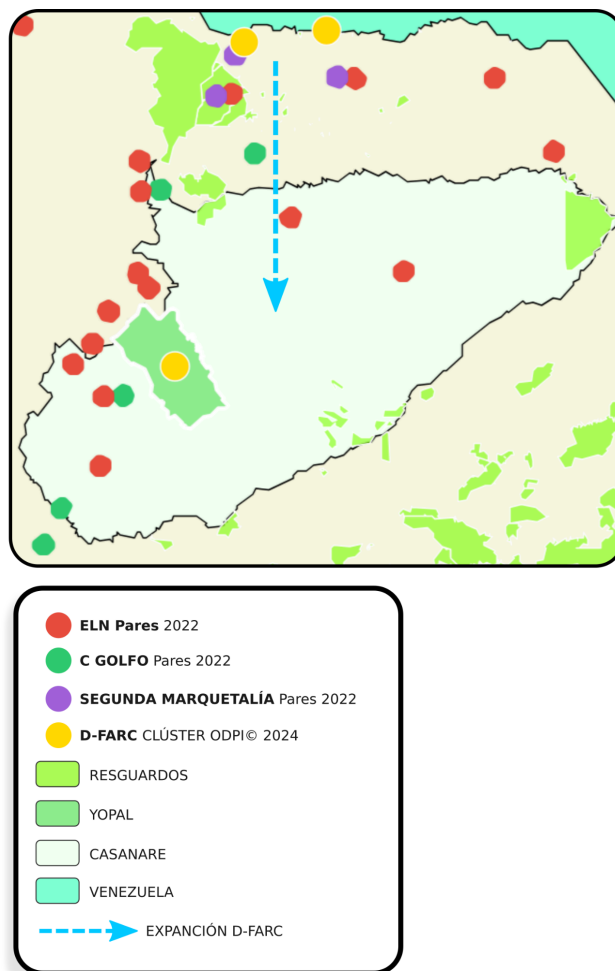 ELN Pares 2022
C GOLFO Pares 2022
SEGUNDA MARQUETALÍA Pares 2022
D-FARC CLÚSTER ODPI© 2024
RESGUARDOS
YOPAL
CASANARE
VENEZUELA
EXPANCIÓN D-FARC